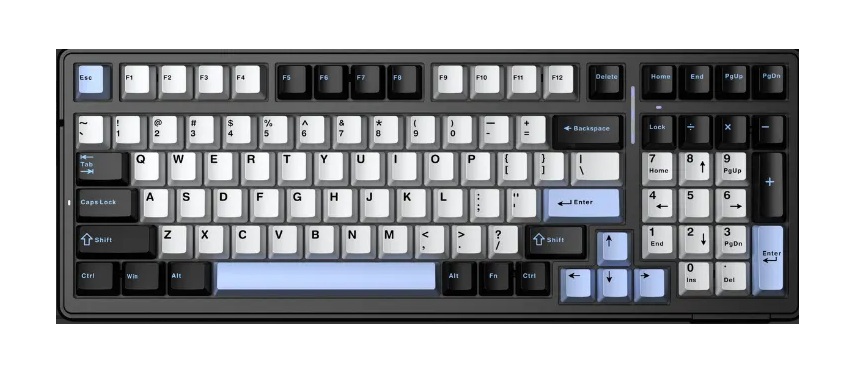 Esc F1 F2 F3 F4 F5 F6 F7 F8 F9 F10 F11 F12 Delete Home End PgUp PgDn
~ ` ! 1 @ 2 # 3 $ 4 % 5 ^ 6 & 7 * 8 ( 9 ) 0 — - + = ← Backspace Lock ÷ × −
Tab Q W E R T Y U I O P { [ } ] | \ 7 Home 8 ↑ 9 PgUp +
Caps Lock A S D F G H J K L : ; " ' ↵ Enter 4 ← 5 6 →
⇧ Shift Z X C V B N M < , > . ? / ⇧ Shift ↑ 1 End 2 ↓ 3 PgDn Enter ↵
Ctrl Win Alt Alt Fn Ctrl ← ↓ → 0 Ins . Del